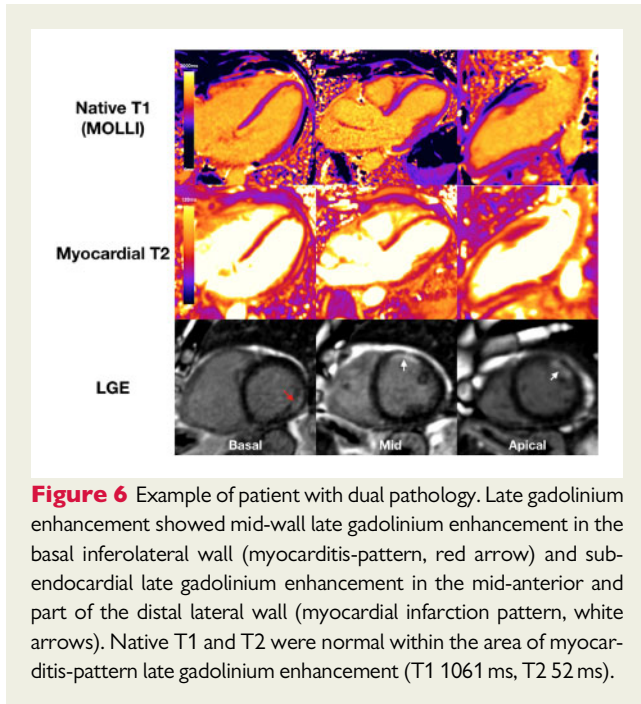 Native T1
(MOLLI)
Myocardial T2
LGE
Basal
Mid
Apical
Figure 6 Example of patient with dual pathology. Late gadolinium
enhancement showed mid-wall late gadolinium enhancement in the
basal inferolateral wall (myocarditis-pattern, red arrow) and sub-
endocardial late gadolinium enhancement in the mid-anterior and
part of the distal lateral wall (myocardial infarction pattern, white
arrows). Native T1 and T2 were normal within the area of myocar-
ditis-pattern late gadolinium enhancement (T1 1061 ms, T2 52 ms).